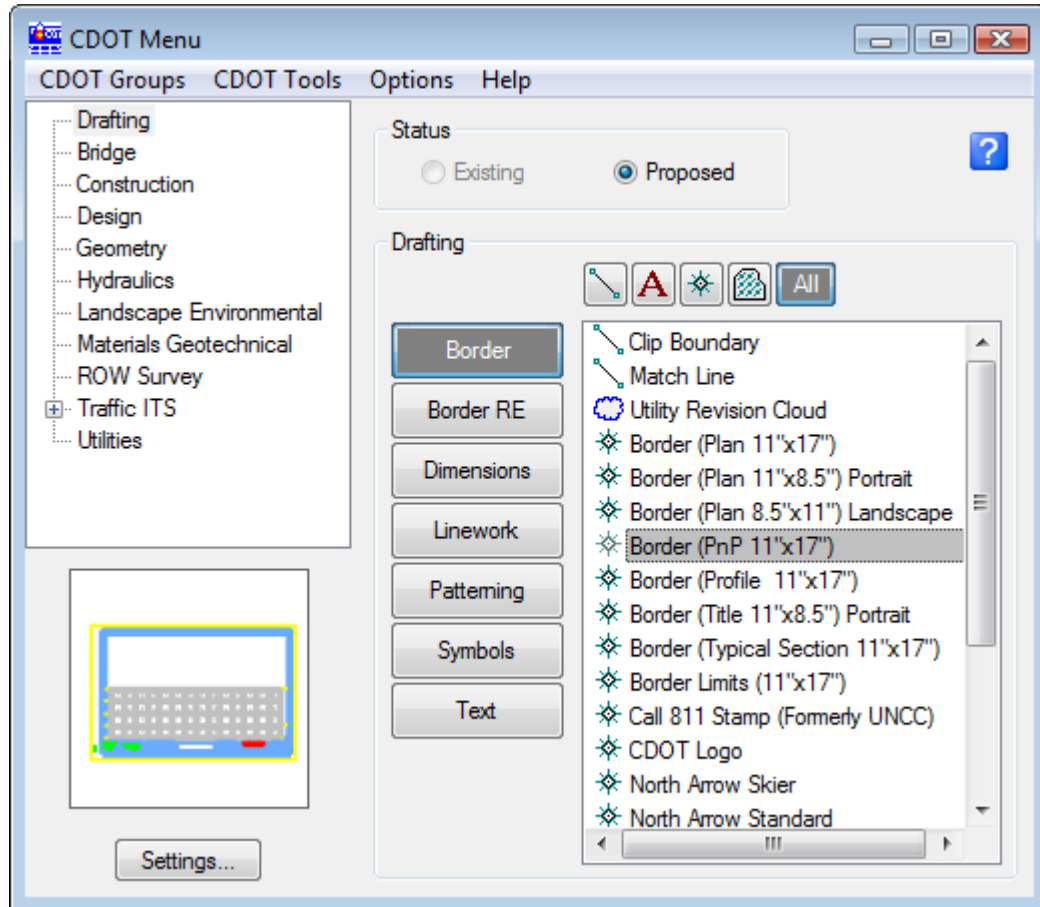 CDOT Menu
CDOT Groups CDOT Tools Options Help
Drafting
Bridge
Construction
Design
Geometry
Hydraulics
Landscape Environmental
Materials Geotechnical
ROW Survey
Traffic ITS
Utilities
Settings...
Status
Existing Proposed
?
Drafting
A All
Border
Border RE
Dimensions
Linework
Patterning
Symbols
Text
Clip Boundary
Match Line
Utility Revision Cloud
Border (Plan 11"x17")
Border (Plan 11"x8.5") Portrait
Border (Plan 8.5"x11") Landscape
Border (PnP 11"x17")
Border (Profile  11"x17")
Border (Title 11"x8.5") Portrait
Border (Typical Section 11"x17")
Border Limits (11"x17")
Call 811 Stamp (Formerly UNCC)
CDOT Logo
North Arrow Skier
North Arrow Standard